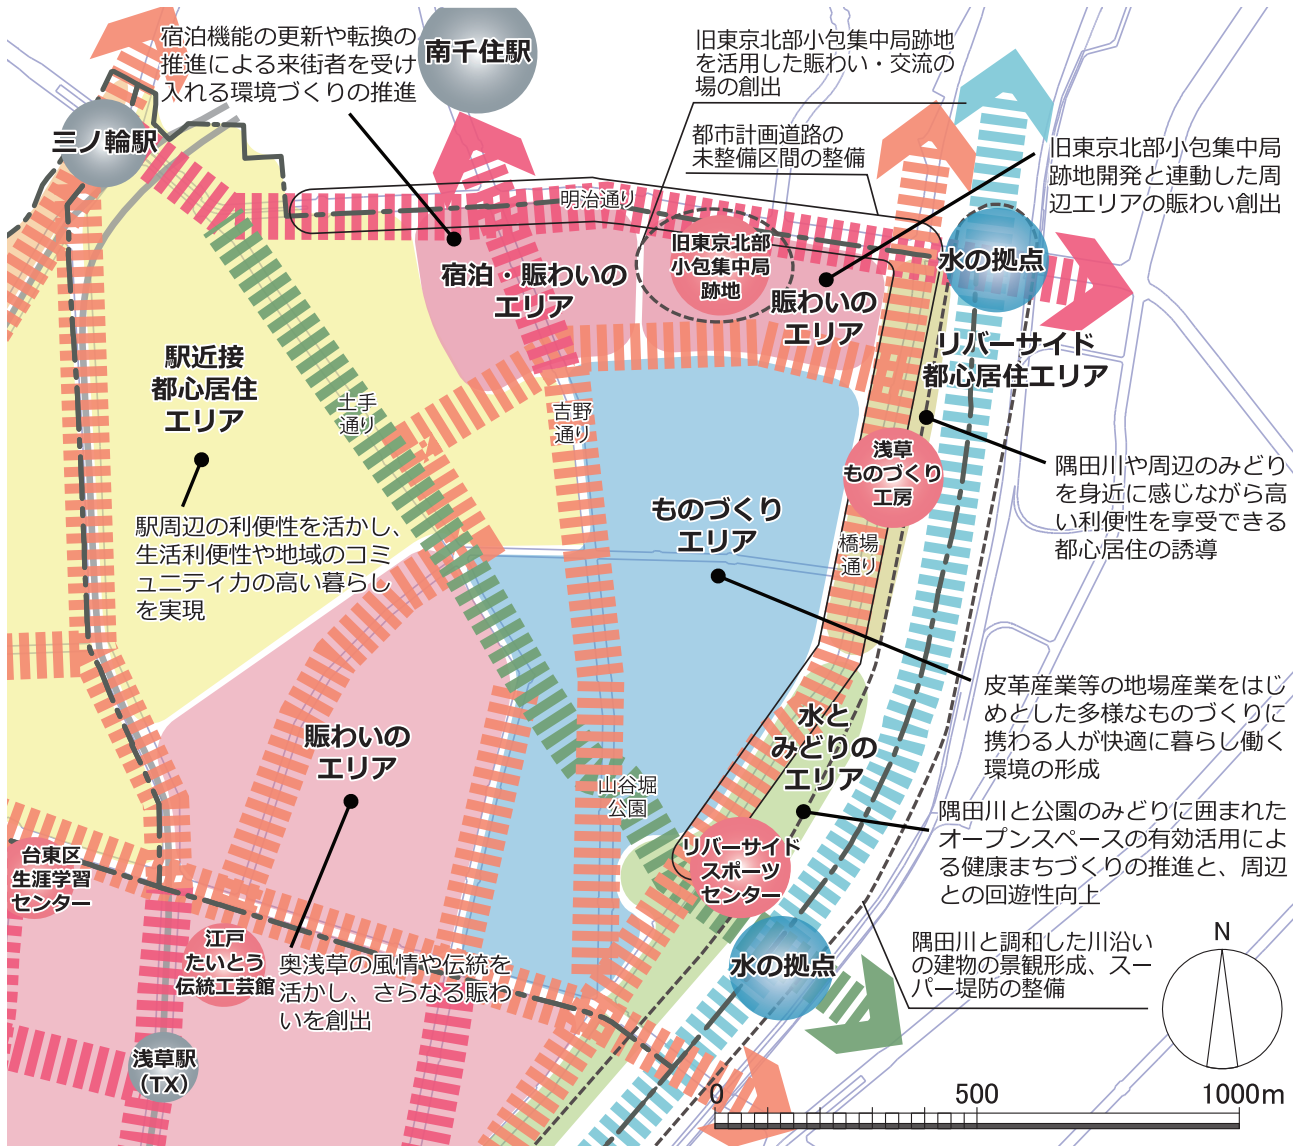 宿泊機能の更新や転換の
推進による来街者を受け
入れる環境づくりの推進
南千住駅
旧東京北部小包集中局跡地
を活用した賑わい・交流の
場の創出
都市計画道路の
未整備区間の整備
旧東京北部小包集中局
跡地開発と連動した周
辺エリアの賑わい創出
三ノ輪駅
明治通り
旧東京北部
小包集中局
跡地
水の拠点
宿泊・賑わいの
エリア
賑わいの
エリア
リバーサイド
都心居住エリア
駅近接
都心居住
エリア
土手
通り
吉野
通り
浅草
ものづくり
工房
隅田川や周辺のみどり
を身近に感じながら高
い利便性を享受できる
都心居住の誘導
駅周辺の利便性を活かし、
生活利便性や地域のコミ
ュニティ力の高い暮らし
を実現
ものづくり
エリア
橋場
通り
皮革産業等の地場産業をはじ
めとした多様なものづくりに
携わる人が快適に暮らし働く
環境の形成
賑わいの
エリア
水と
みどりの
エリア
山谷堀
公園
隅田川と公園のみどりに囲まれた
オープンスペースの有効活用によ
る健康まちづくりの推進と、周辺
との回遊性向上
リバーサイド
スポーツ
センター
台東区
生涯学習
センター
江戸
たいとう
伝統工芸館
奥浅草の風情や伝統を
活かし、さらなる賑わ
いを創出
水の拠点
隅田川と調和した川沿い
の建物の景観形成、スー
パー堤防の整備
N
浅草駅
（TX）
0 500 1000m